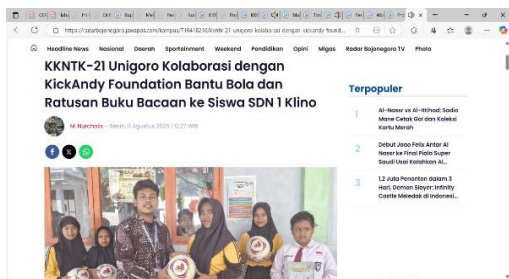 Headline News Nasional Daerah Sportainment Weekend Pendidikan Opini Migas Radar Bojonegoro TV Photo
KKNTK-21 Unigoro Kolaborasi dengan
KickAndy Foundation Bantu Bola dan
Ratusan Buku Bacaan ke Siswa SDN 1 Klino
M. Nurcholis - Senin, 11 Agustus 2025 | 02:7 WIB
Terpopuler
1
Al-Nassr vs Al-Ittihad: Sadio
Mane Cetak Gol dan Koleksi
Kartu Merah
2
Debut Joao Felix Antar Al
Nassr ke Final Piala Super
Saudi Usai Kalahkan Al...
3
1,2 Juta Penonton dalam 3
Hari, Demon Slayer: Infinity
Castle Meledak di Indonesi...